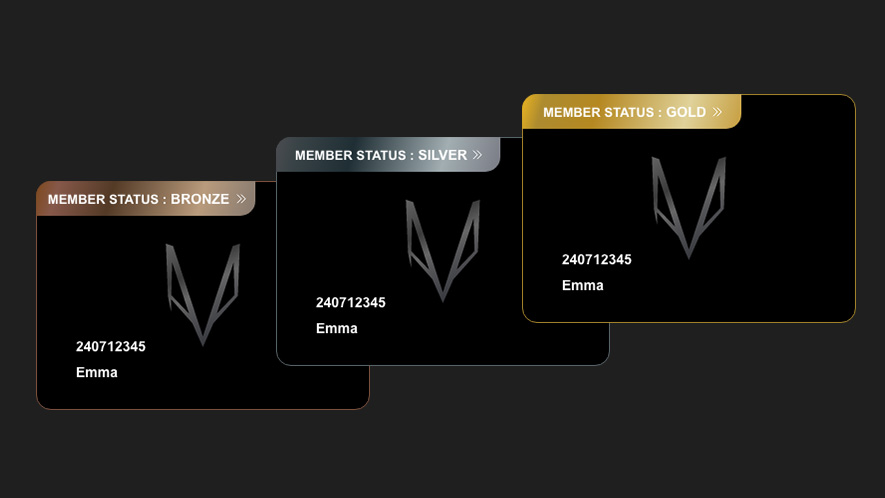 MEMBER STATUS : GOLD
240712345
Emma
MEMBER STATUS : SILVER
240712345
Emma
MEMBER STATUS : BRONZE
240712345
Emma